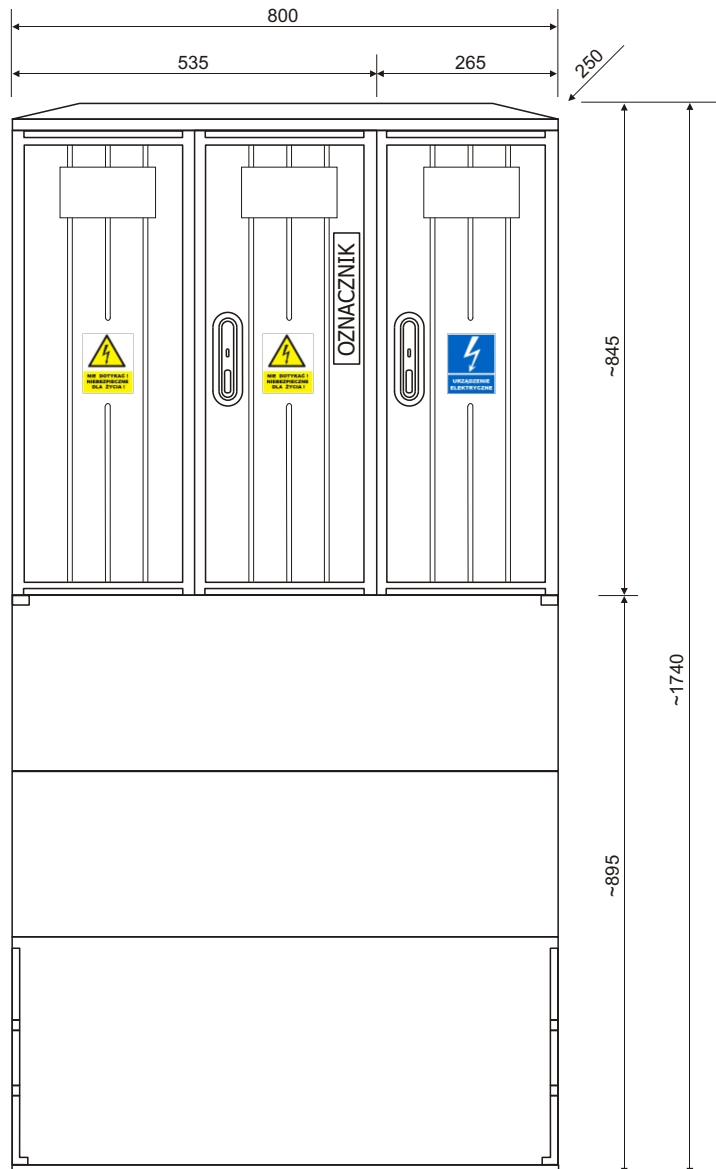 800
535
265
250
OZNACZNIK
~845
NIE DOTYKAĆ !
NIEBEZPIECZNE
DLA ŻYCIA !
NIE DOTYKAĆ !
NIEBEZPIECZNE
DLA ŻYCIA !
URZĄDZENIE
ELEKTRYCZNE
~1740
~895